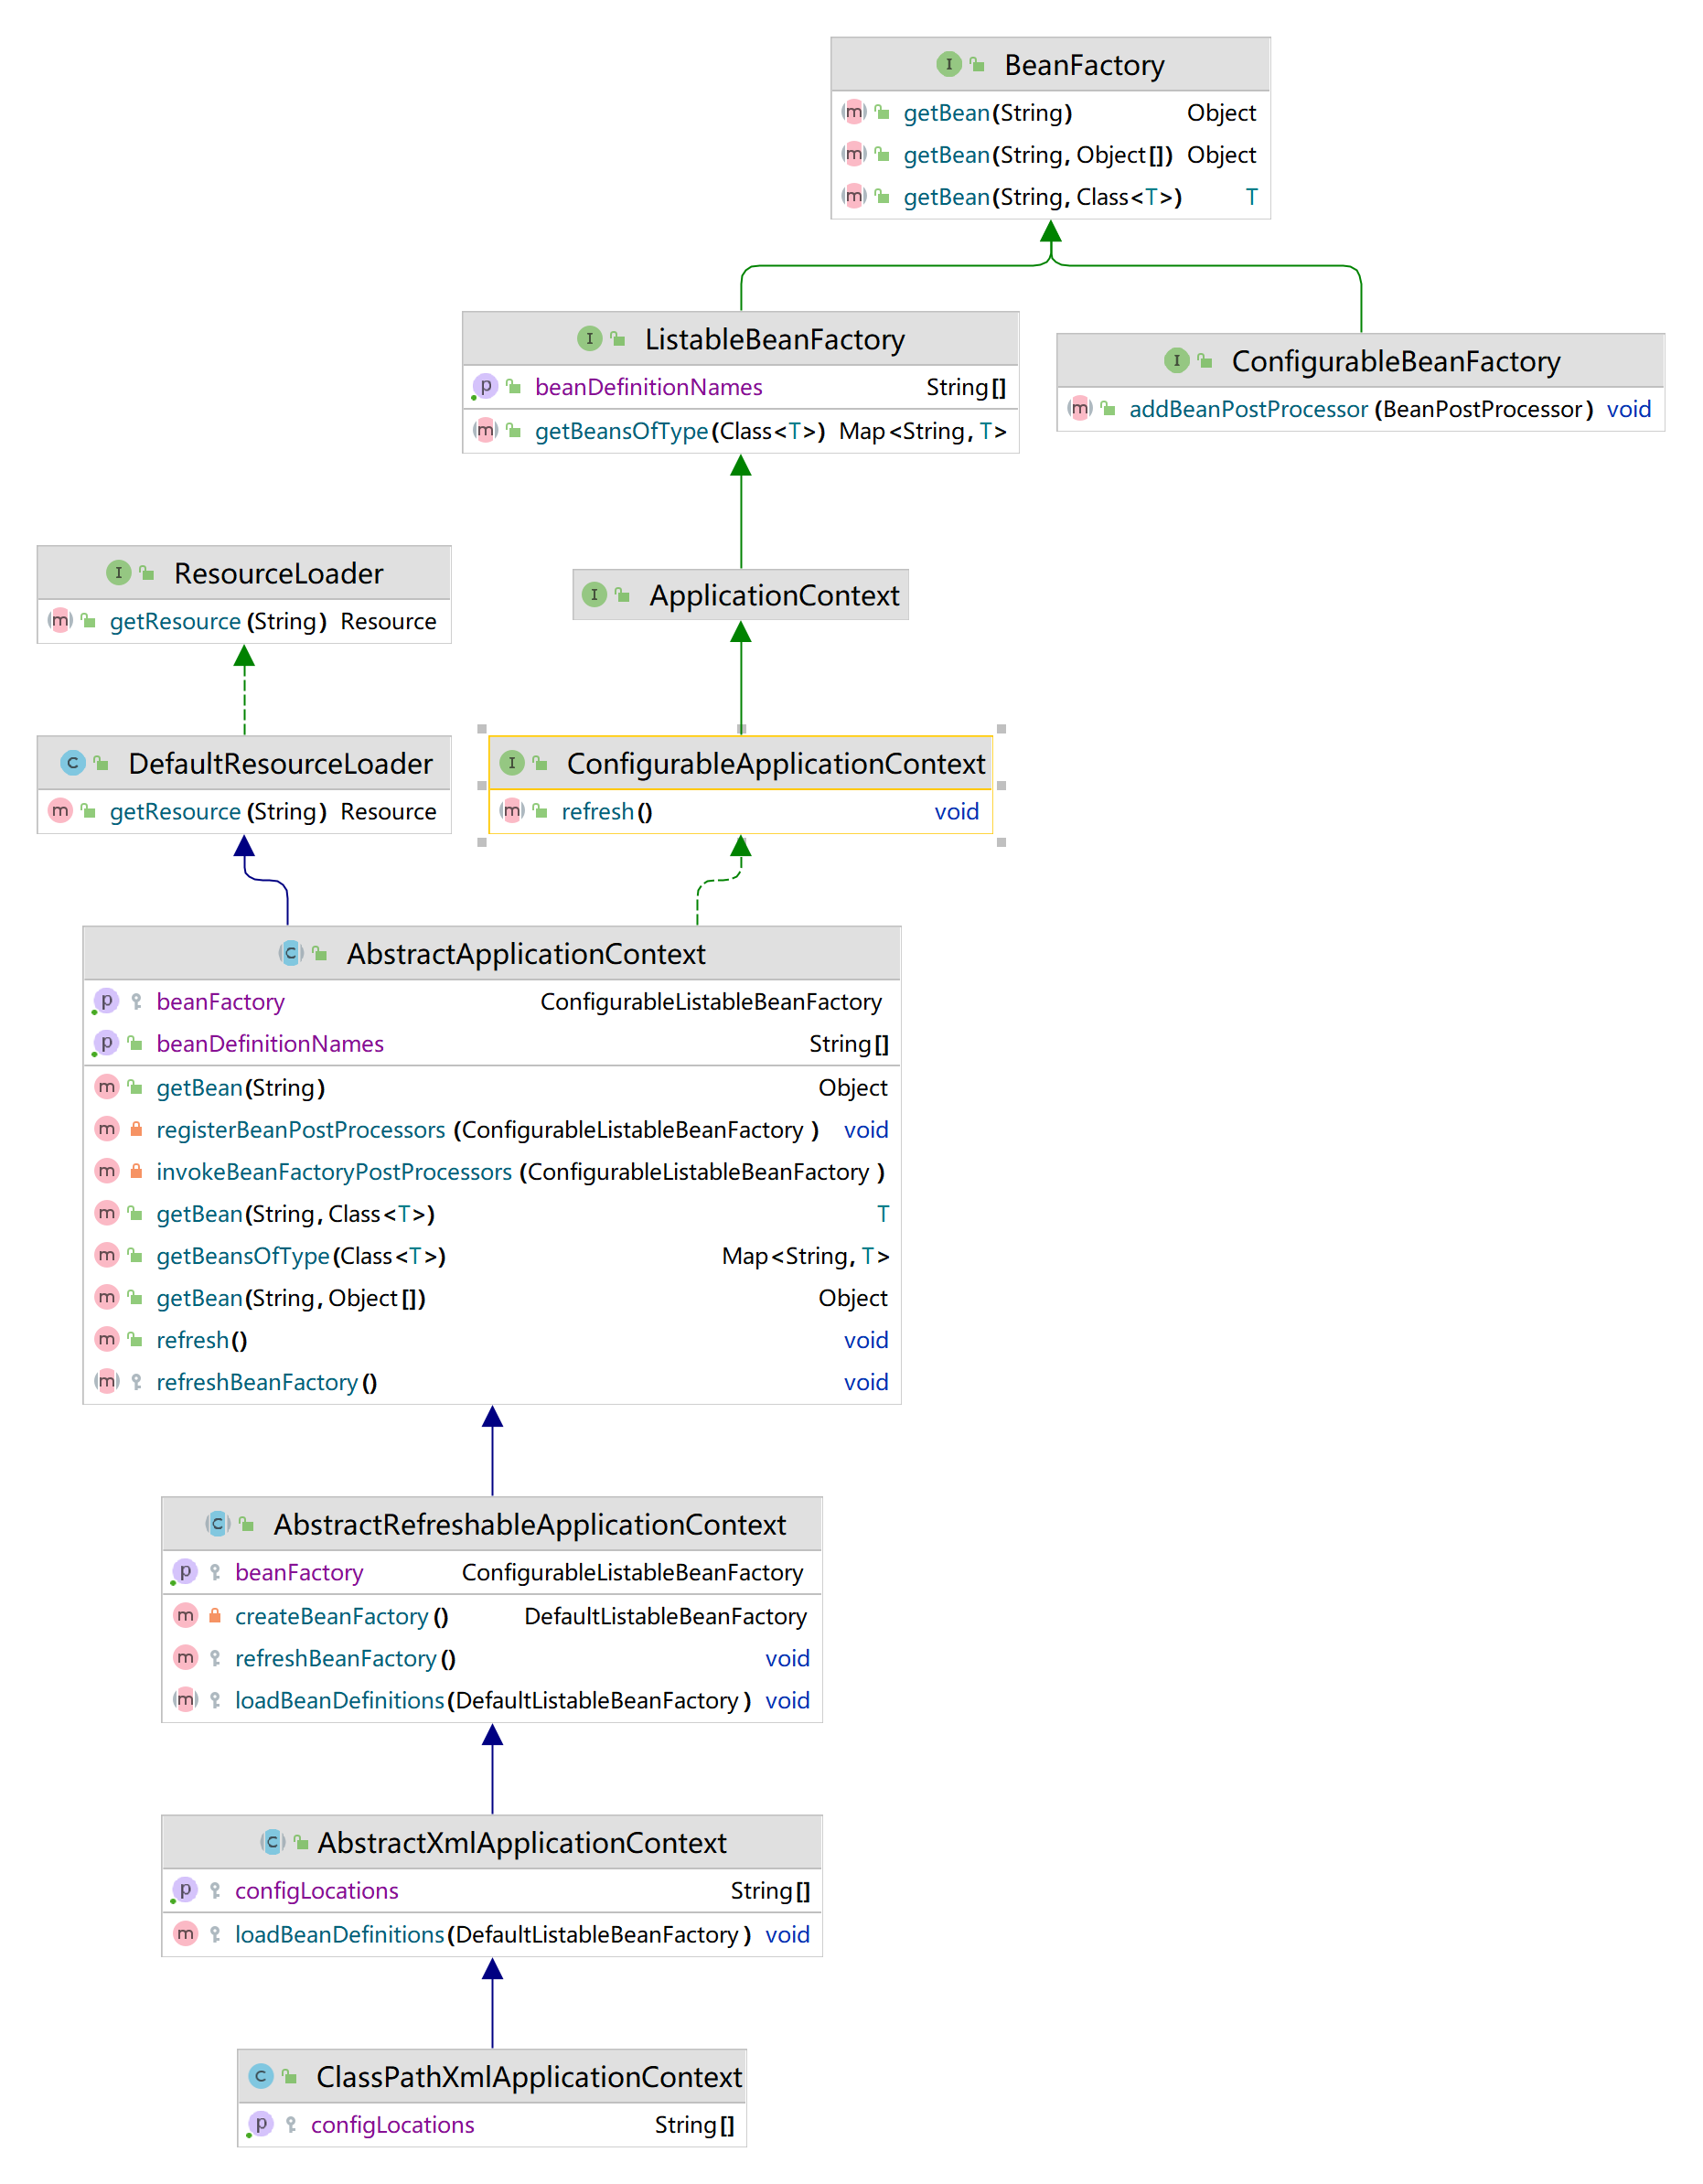 BeanFactory
getBean(String) Object
getBean(String, Object[]) Object
getBean(String, Class<T>) T
ListableBeanFactory
beanDefinitionNames String[]
getBeansOfType(Class<T>) Map<String, T>
ConfigurableBeanFactory
addBeanPostProcessor(BeanPostProcessor) void
ResourceLoader
getResource(String) Resource
ApplicationContext
DefaultResourceLoader
getResource(String) Resource
ConfigurableApplicationContext
refresh() void
AbstractApplicationContext
beanFactory ConfigurableListableBeanFactory
beanDefinitionNames String[]
getBean(String) Object
registerBeanPostProcessors(ConfigurableListableBeanFactory) void
invokeBeanFactoryPostProcessors(ConfigurableListableBeanFactory)
getBean(String, Class<T>) T
getBeansOfType(Class<T>) Map<String, T>
getBean(String, Object[]) Object
refresh() void
refreshBeanFactory() void
AbstractRefreshableApplicationContext
beanFactory ConfigurableListableBeanFactory
createBeanFactory() DefaultListableBeanFactory
refreshBeanFactory() void
loadBeanDefinitions(DefaultListableBeanFactory) void
AbstractXmlApplicationContext
configLocations String[]
loadBeanDefinitions(DefaultListableBeanFactory) void
ClassPathXmlApplicationContext
configLocations String[]